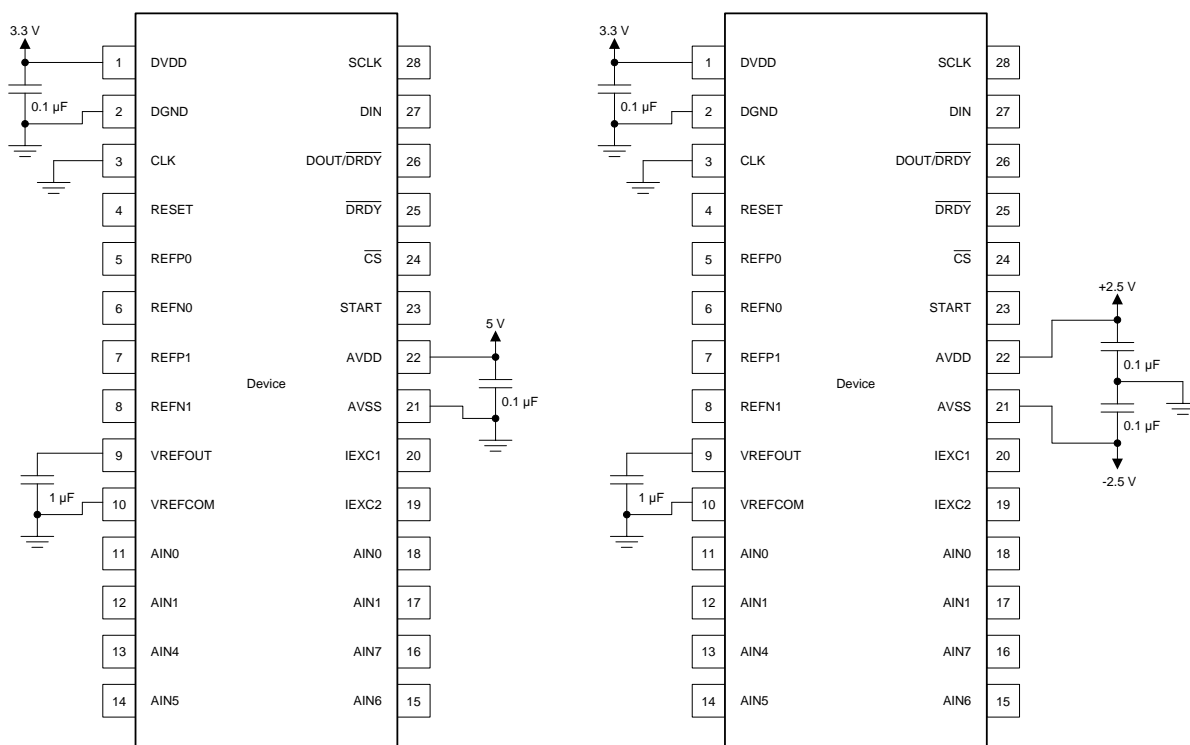 3.3 V
1 DVDD SCLK 28
0.1 µF
2 DGND DIN 27
3 CLK DOUT/DRDY 26
4 RESET DRDY 25
5 REFP0 CS 24
6 REFN0 START 23
5 V
7 REFP1 AVDD 22
Device
0.1 µF
8 REFN1 AVSS 21
9 VREFOUT IEXC1 20
1 µF
10 VREFCOM IEXC2 19
11 AIN0 AIN0 18
12 AIN1 AIN1 17
13 AIN4 AIN7 16
14 AIN5 AIN6 15
3.3 V
1 DVDD SCLK 28
0.1 µF
2 DGND DIN 27
3 CLK DOUT/DRDY 26
4 RESET DRDY 25
5 REFP0 CS 24
+2.5 V
6 REFN0 START 23
7 REFP1 AVDD 22
0.1 µF
Device
8 REFN1 AVSS 21
0.1 µF
9 VREFOUT IEXC1 20
-2.5 V
1 µF
10 VREFCOM IEXC2 19
11 AIN0 AIN0 18
12 AIN1 AIN1 17
13 AIN4 AIN7 16
14 AIN5 AIN6 15